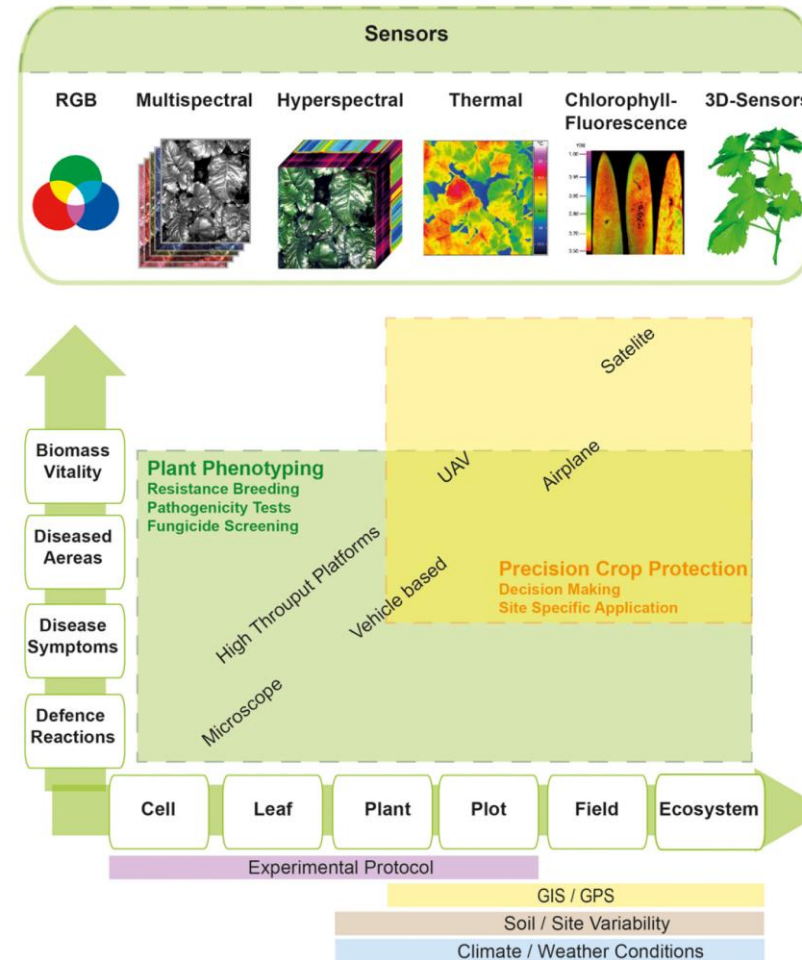 Sensors
RGB
Multispectral
Hyperspectral
Thermal
Chlorophyll-
Fluorescence
3D-Sensors
°C
1.00
Satelite
Biomass
Vitality
Plant Phenotyping
Resistance Breeding
Pathogenicity Tests
Fungicide Screening
UAV
Airplane
Diseased
Aereas
High Throuput Platforms
Vehicle based
Precision Crop Protection
Decision Making
Site Specific Application
Disease
Symptoms
Microscope
Defence
Reactions
Cell
Leaf
Plant
Plot
Field
Ecosystem
Experimental Protocol
GIS / GPS
Soil / Site Variability
Climate / Weather Conditions